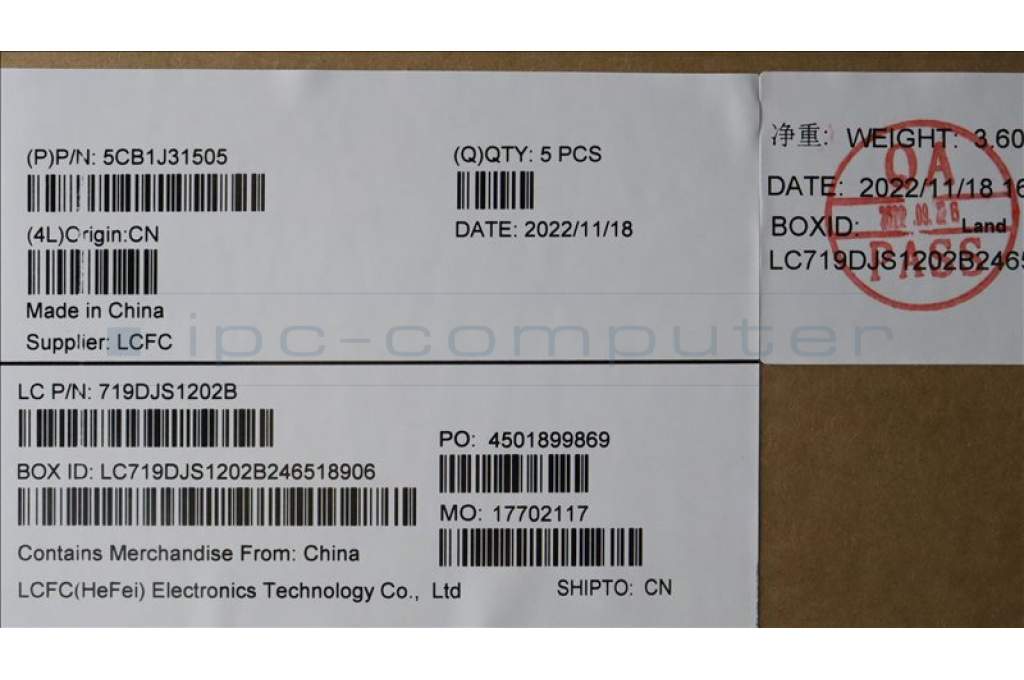 (P)P/N: 5CB1J31505
(4L)Origin:CN
Made in China
Supplier: LCFC
(Q)QTY: 5 PCS
DATE: 2022/11/18
净重: WEIGHT: 3.60
DATE: 2022/11/18 16
BOXID: Land
LC719DJS1202B2465
QA
PASS
ipc-computer
LC P/N: 719DJS1202B
BOX ID: LC719DJS1202B246518906
Contains Merchandise From: China
LCFC(HeFei) Electronics Technology Co., Ltd
PO: 4501899869
MO: 17702117
SHIPTO: CN